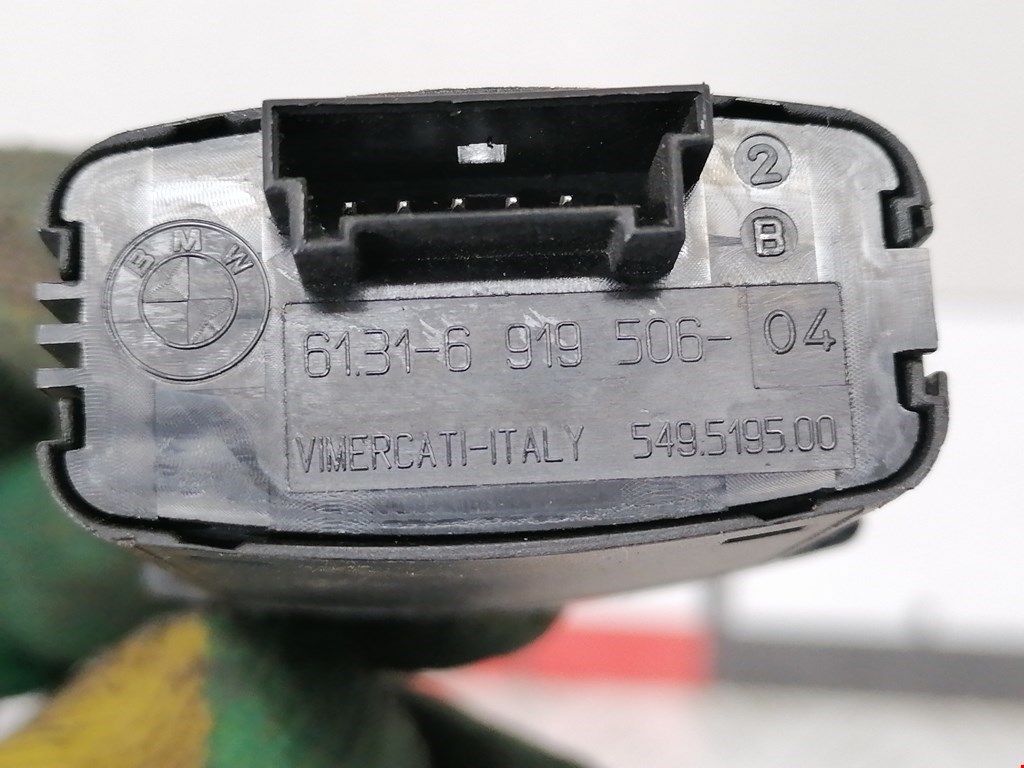 2
B
BMW
61.31-6 919 506- 04
VIMERCATI-ITALY 549.5195.00